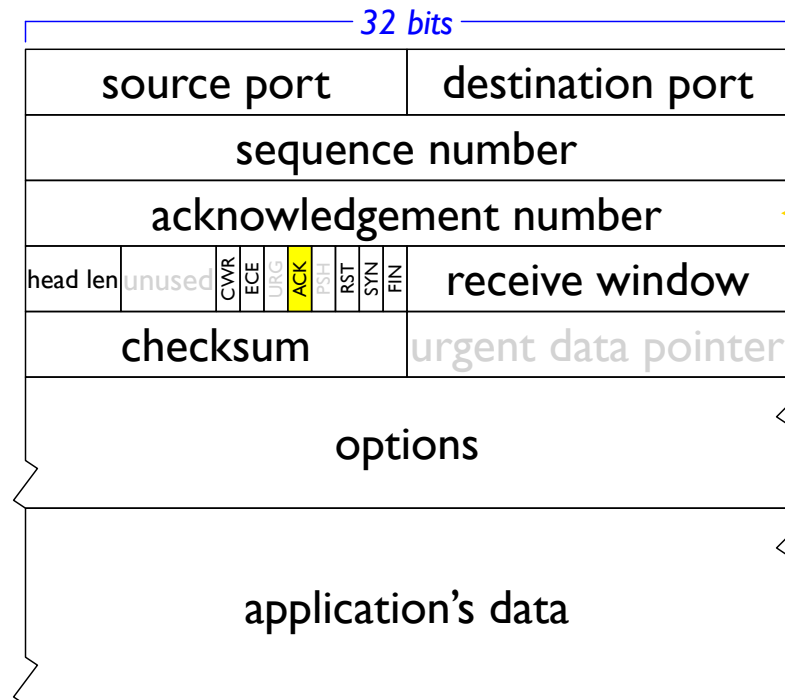 32 bits
source port destination port
sequence number
acknowledgement number
head len unused CWR ECE URG ACK PSH RST SYN FIN receive window
checksum urgent data pointer
options
application’s data